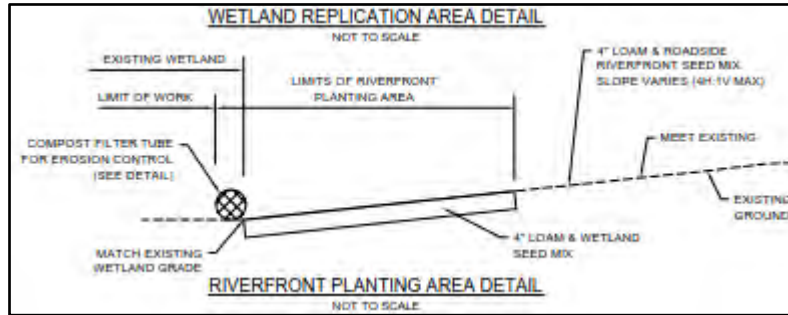 WETLAND REPLICATION AREA DETAIL
NOT TO SCALE
EXISTING WETLAND
LIMIT OF WORK
LIMITS OF RIVERFRONT
PLANTING AREA
4" LOAM & ROADSIDE
RIVERFRONT SEED MIX.
SLOPE VARIES (4H:1V MAX)
COMPOST FILTER TUBE
FOR EROSION CONTROL
(SEE DETAIL)
MEET EXISTING
EXISTING
GROUND
MATCH EXISTING
WETLAND GRADE
4" LOAM & WETLAND
SEED MIX
RIVERFRONT PLANTING AREA DETAIL
NOT TO SCALE